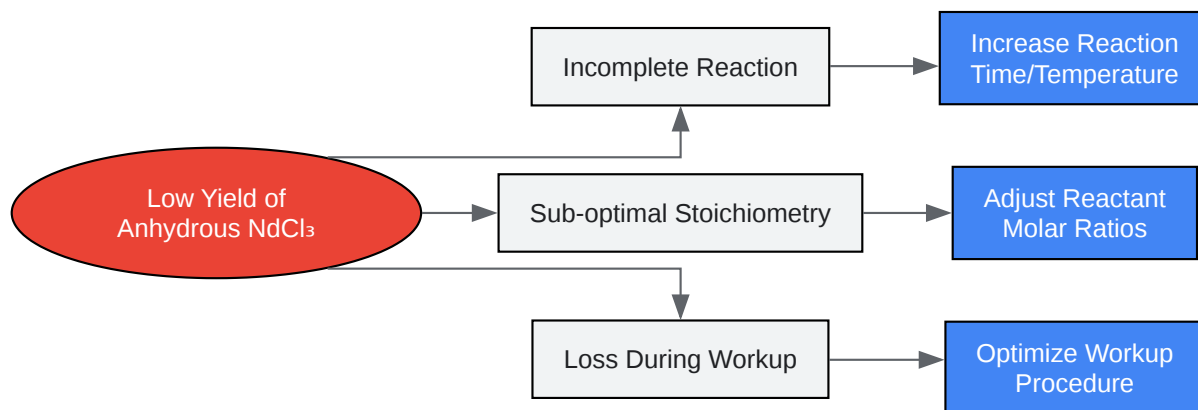 Incomplete Reaction
Increase Reaction
Time/Temperature
Low Yield of
Anhydrous NdCl₃
Sub-optimal Stoichiometry
Adjust Reactant
Molar Ratios
Loss During Workup
Optimize Workup
Procedure